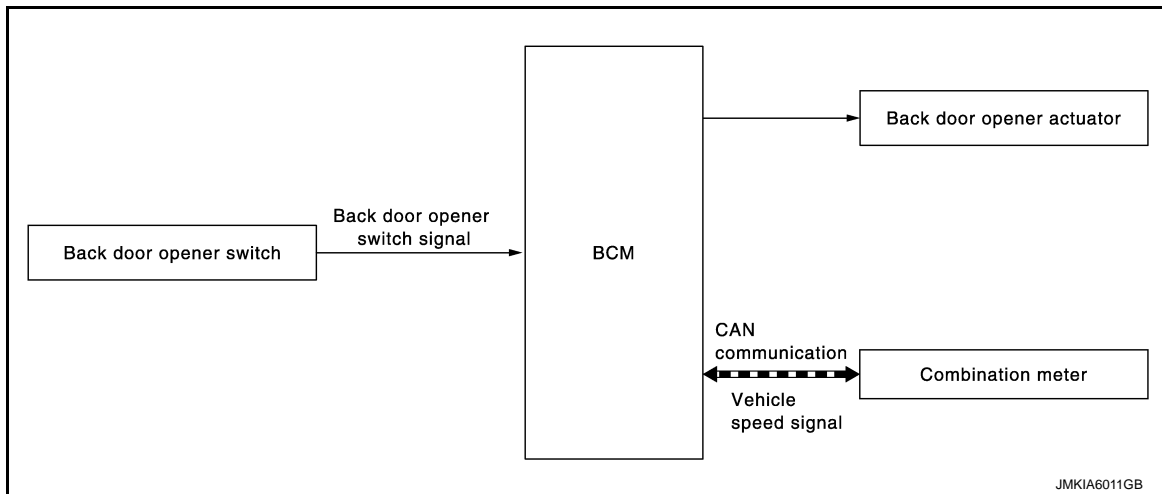 Back door opener actuator
Back door opener
switch signal
Back door opener switch
BCM
CAN
communication
Combination meter
Vehicle
speed signal
JMKIA6011GB